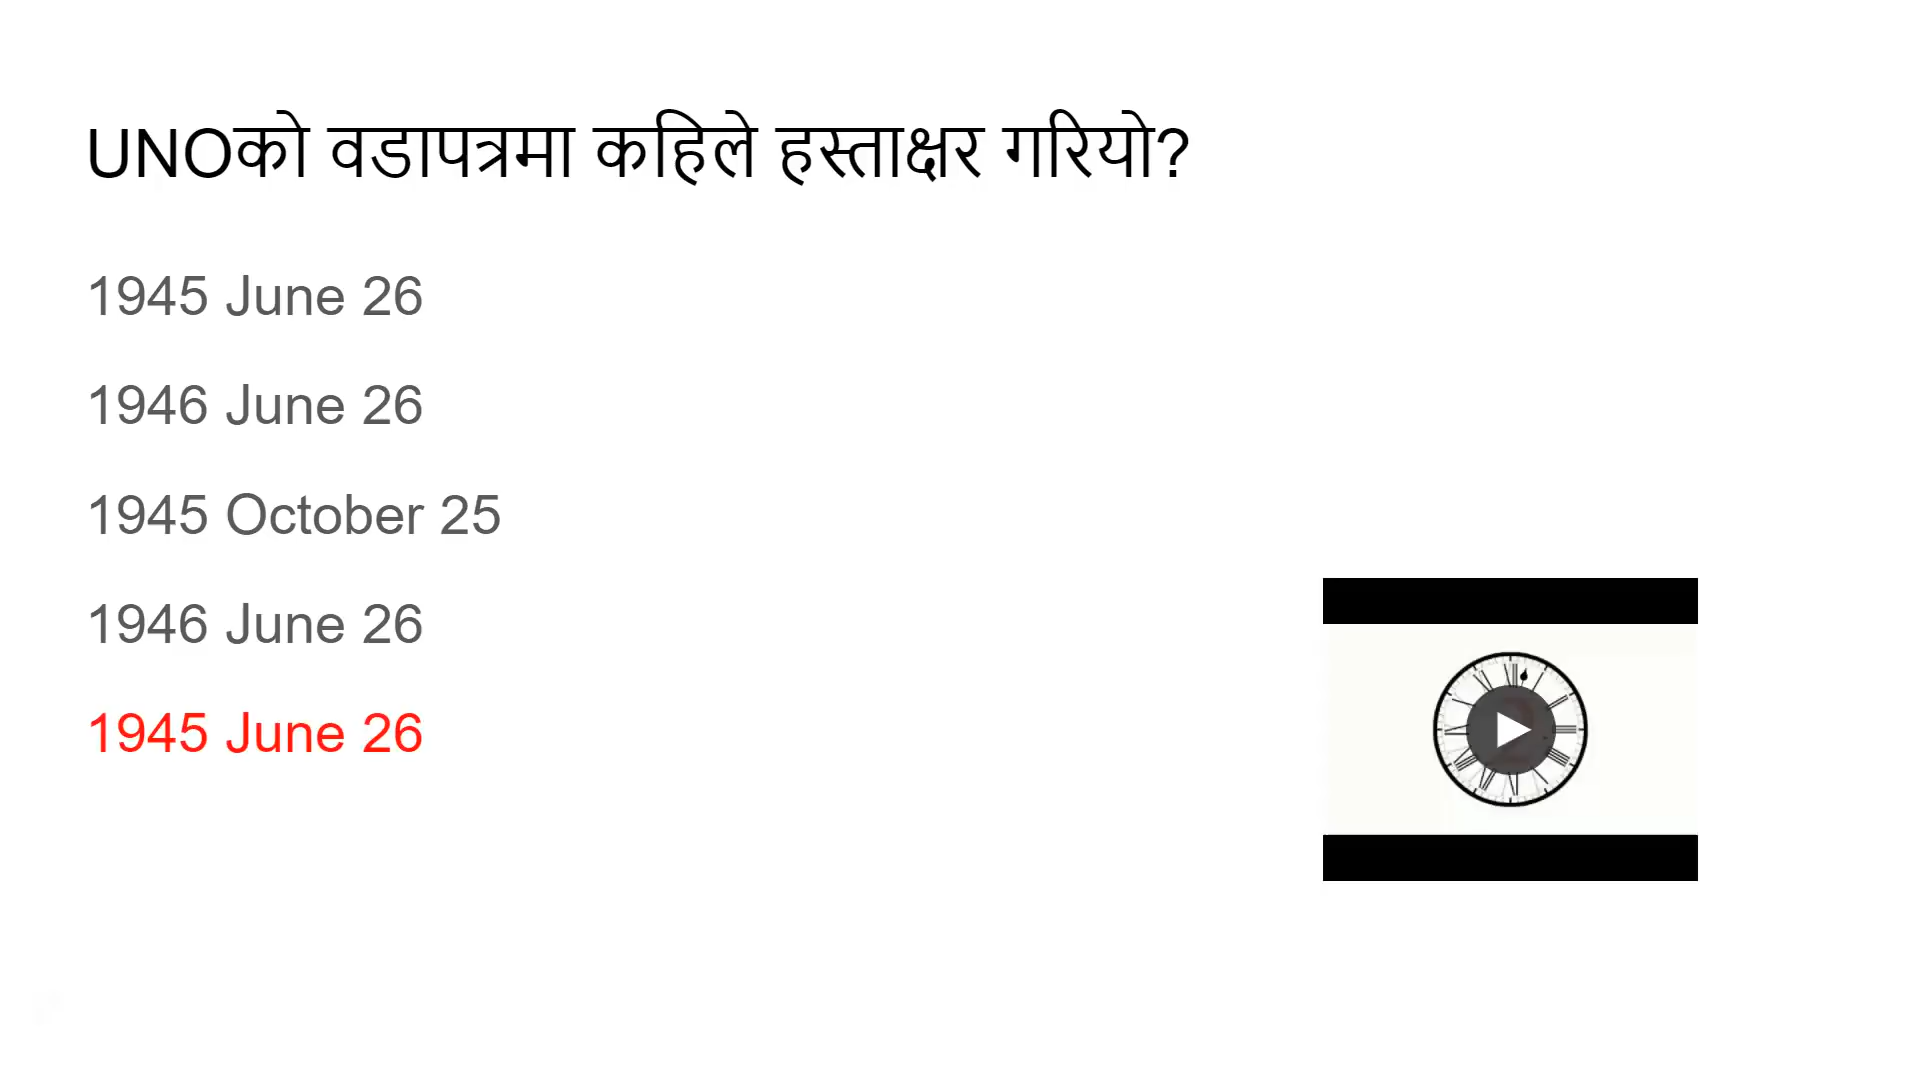 UNOको वडापत्रमा कहिले हस्ताक्षर गरियो?
1945 June 26
1946 June 26
1945 October 25
1946 June 26
1945 June 26